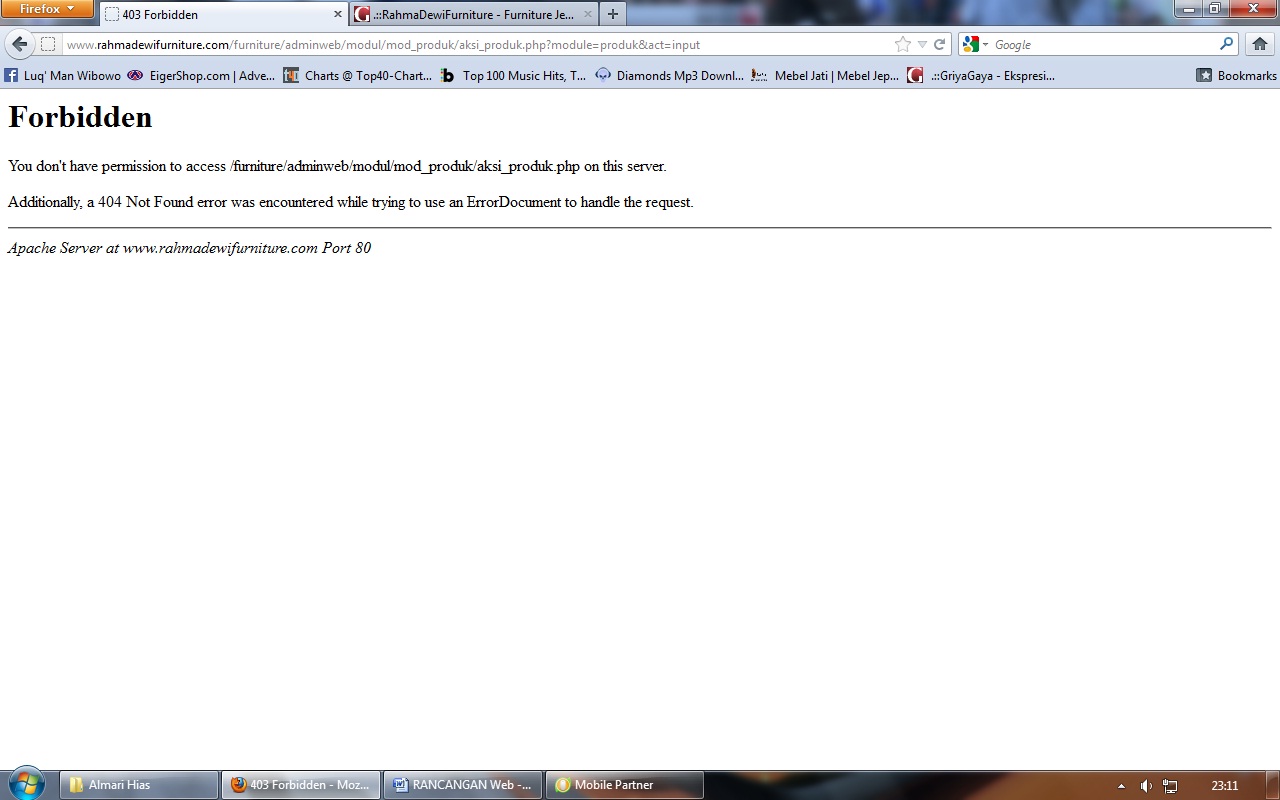 Firefox
403 Forbidden
.::RahmaDewiFurniture - Furniture Je...
www.rahmadewifurniture.com/furniture/adminweb/modul/mod_produk/aksi_produk.php?module=produk&act=input
Google
Luq' Man Wibowo
EigerShop.com | Adve...
Charts @ Top40-Chart...
Top 100 Music Hits, T...
Diamonds Mp3 Downl...
Mebel Jati | Mebel Jep...
.::GriyaGaya - Ekspresi...
Bookmarks
Forbidden
You don't have permission to access /furniture/adminweb/modul/mod_produk/aksi_produk.php on this server.
Additionally, a 404 Not Found error was encountered while trying to use an ErrorDocument to handle the request.
Apache Server at www.rahmadewifurniture.com Port 80
Almari Hias
403 Forbidden - Moz...
RANCANGAN Web -...
Mobile Partner
23:11